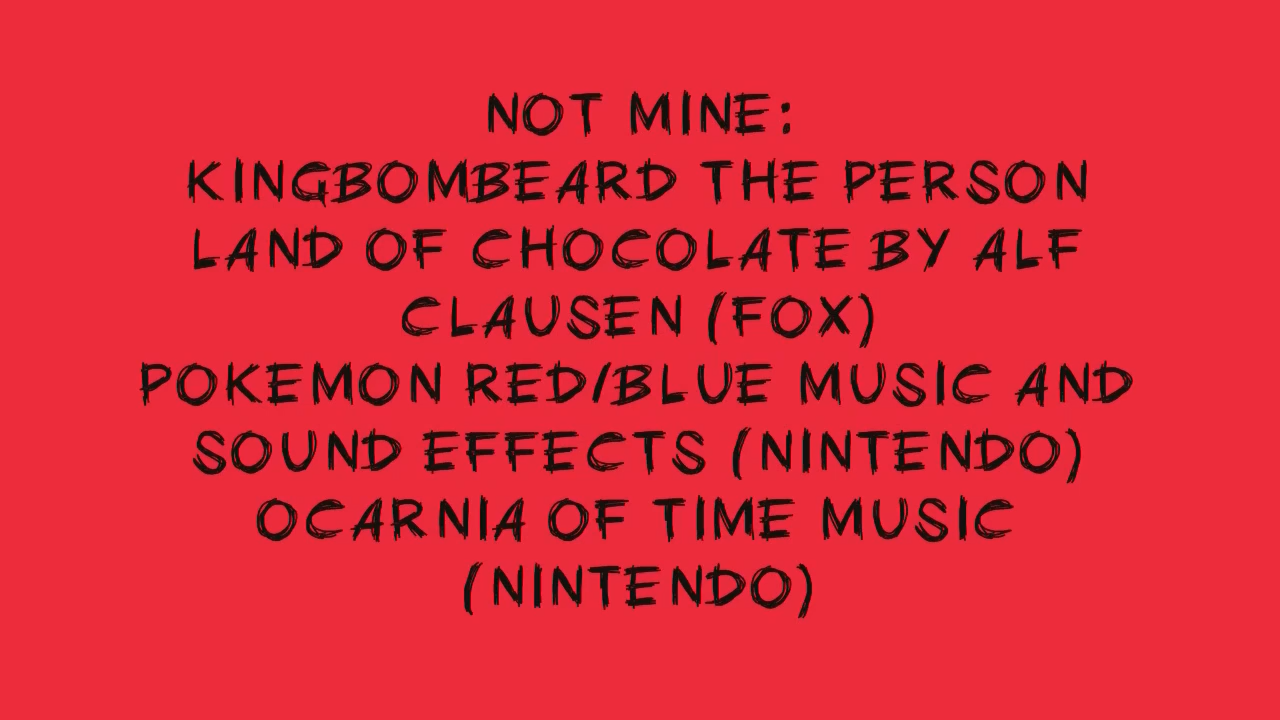 NOT MINE:
KINGBOMBEARD THE PERSON
LAND OF CHOCOLATE BY ALF
CLAUSEN (FOX)
POKEMON RED/BLUE MUSIC AND
SOUND EFFECTS (NINTENDO)
OCARNIA OF TIME MUSIC
(NINTENDO)